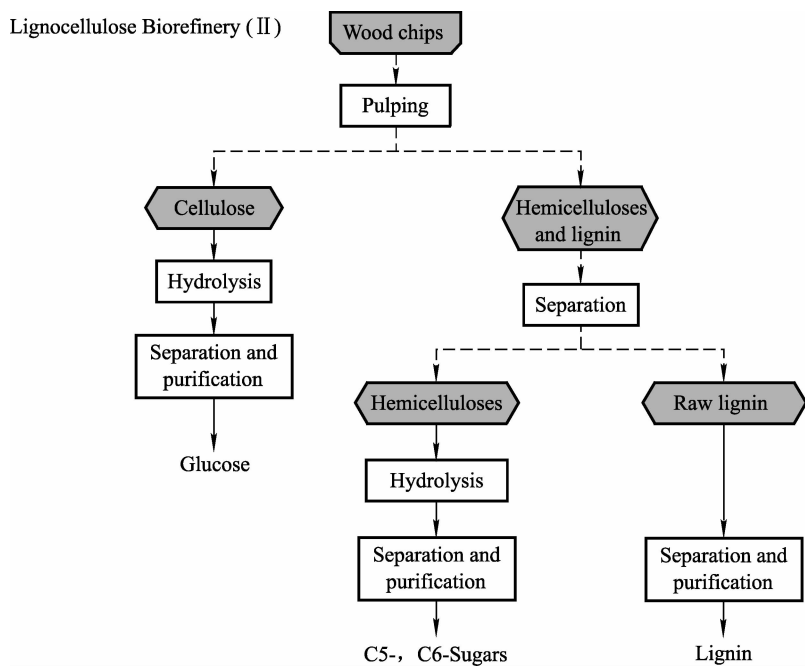 Lignocellulose Biorefinery (Ⅱ)
Wood chips
Pulping
Cellulose
Hemicelluloses
and lignin
Hydrolysis
Separation
Separation and
purification
Hemicelluloses
Raw lignin
Glucose
Hydrolysis
Separation and
purification
Separation and
purification
C5-, C6-Sugars
Lignin